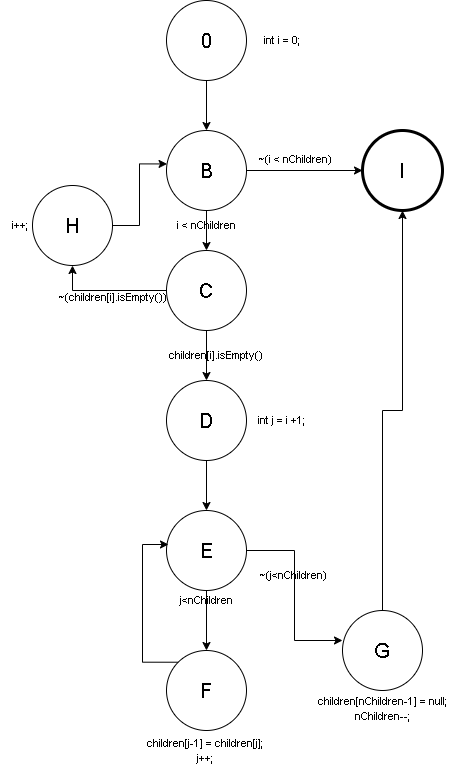 0
int i = 0;
B
~(i < nChildren)
I
H
i++;
i < nChildren
C
~(children[i].isEmpty())
children[i].isEmpty()
D
int j = i +1;
E
~(j<nChildren)
j<nChildren
G
F
children[nChildren-1] = null;
nChildren--;
children[j-1] = children[j];
j++;